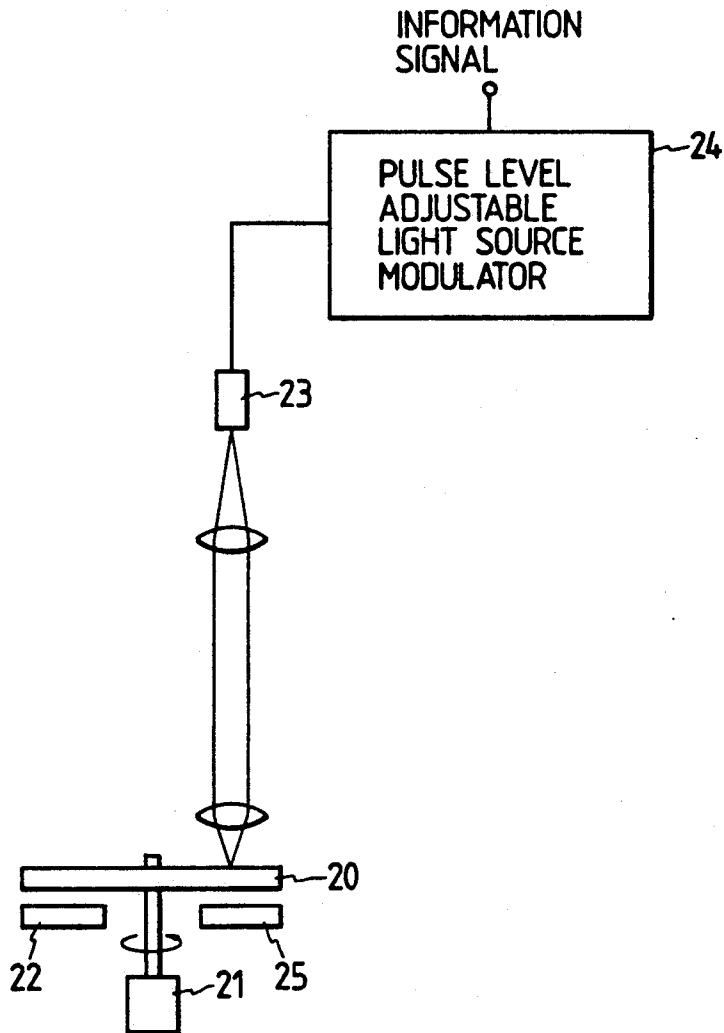 INFORMATION
SIGNAL
24
PULSE LEVEL
ADJUSTABLE
LIGHT SOURCE
MODULATOR
23
20
22
25
21